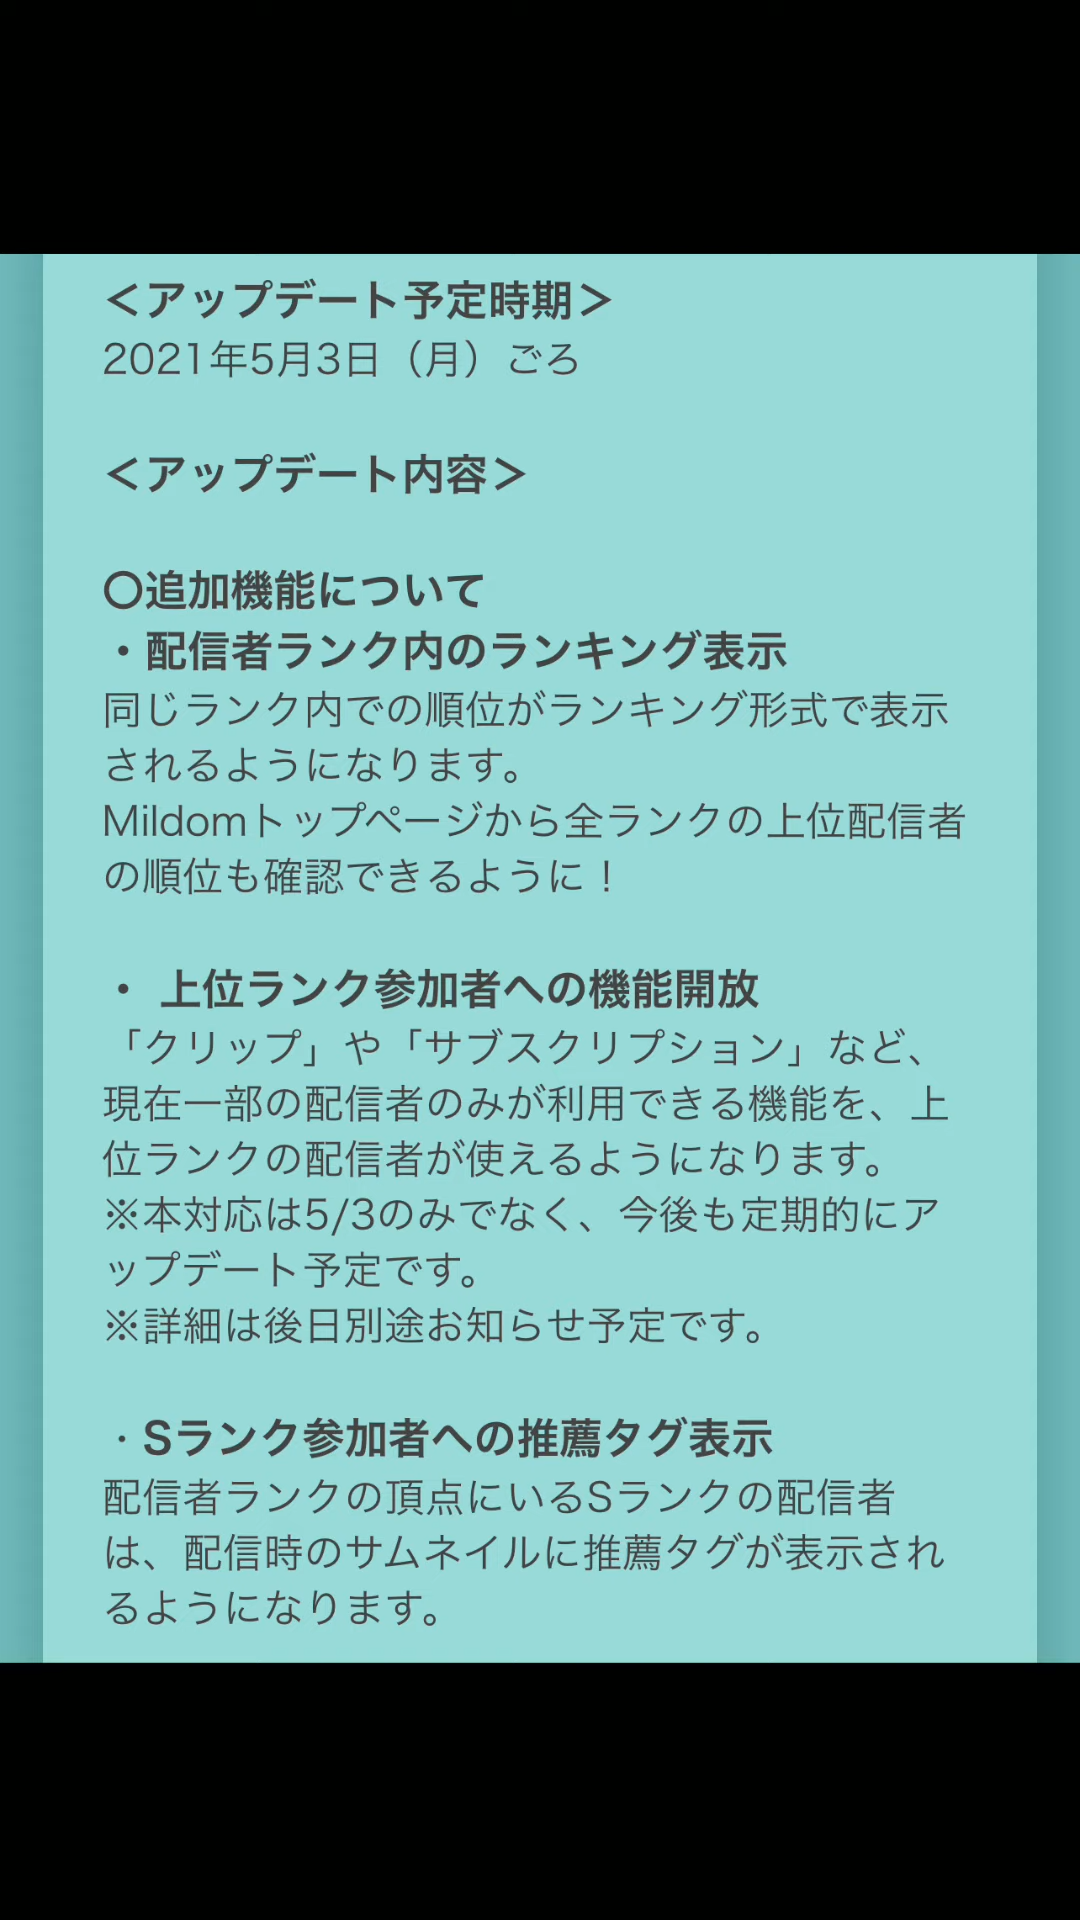 ＜アップデート予定時期＞
2021年5月3日（月）ごろ
＜アップデート内容＞
〇追加機能について
・配信者ランク内のランキング表示
同じランク内での順位がランキング形式で表示
されるようになります。
Mildomトップページから全ランクの上位配信者
の順位も確認できるように！
・ 上位ランク参加者への機能開放
「クリップ」や「サブスクリプション」など、
現在一部の配信者のみが利用できる機能を、上
位ランクの配信者が使えるようになります。
※本対応は5/3のみでなく、今後も定期的にア
ップデート予定です。
※詳細は後日別途お知らせ予定です。
・Sランク参加者への推薦タグ表示
配信者ランクの頂点にいるSランクの配信者
は、配信時のサムネイルに推薦タグが表示され
るようになります。